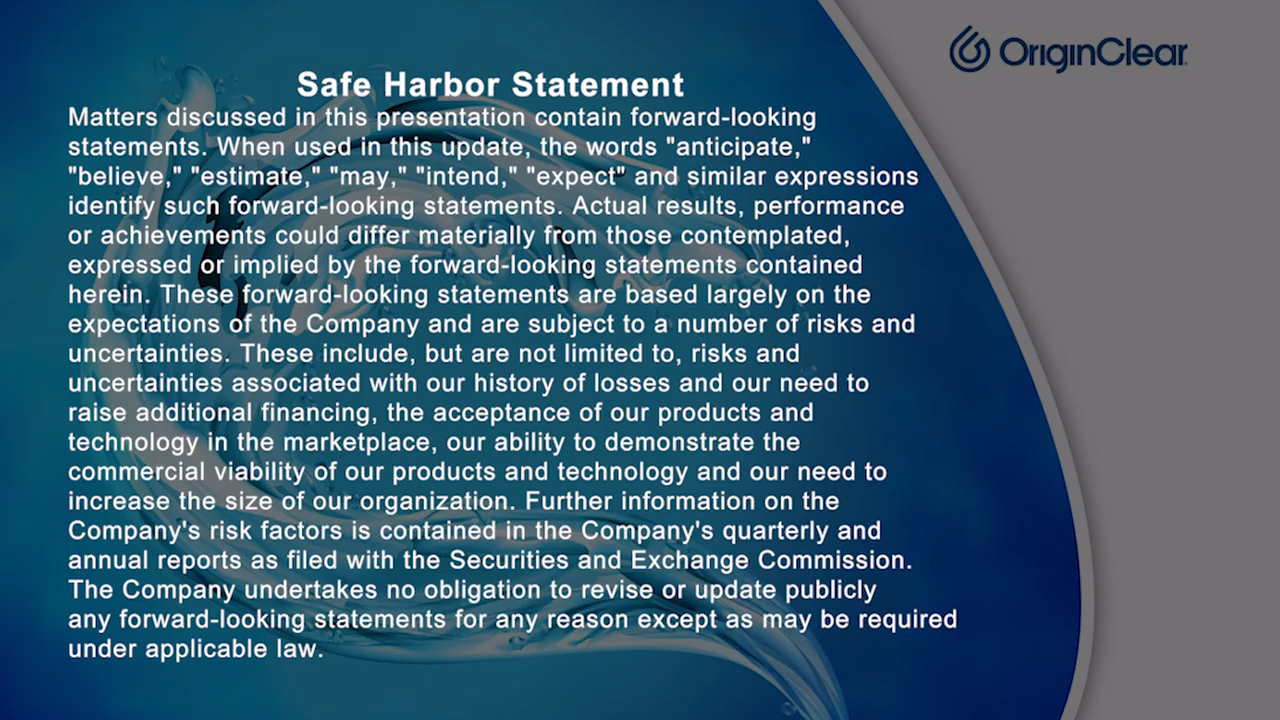 OriginClear
Safe Harbor Statement
Matters discussed in this presentation contain forward-looking
statements. When used in this update, the words "anticipate,"
"believe," "estimate," "may," "intend," "expect" and similar expressions
identify such forward-looking statements. Actual results, performance
or achievements could differ materially from those contemplated,
expressed or implied by the forward-looking statements contained
herein. These forward-looking statements are based largely on the
expectations of the Company and are subject to a number of risks and
uncertainties. These include, but are not limited to, risks and
uncertainties associated with our history of losses and our need to
raise additional financing, the acceptance of our products and
technology in the marketplace, our ability to demonstrate the
commercial viability of our products and technology and our need to
increase the size of our organization. Further information on the
Company's risk factors is contained in the Company's quarterly and
annual reports as filed with the Securities and Exchange Commission.
The Company undertakes no obligation to revise or update publicly
any forward-looking statements for any reason except as may be required
under applicable law.